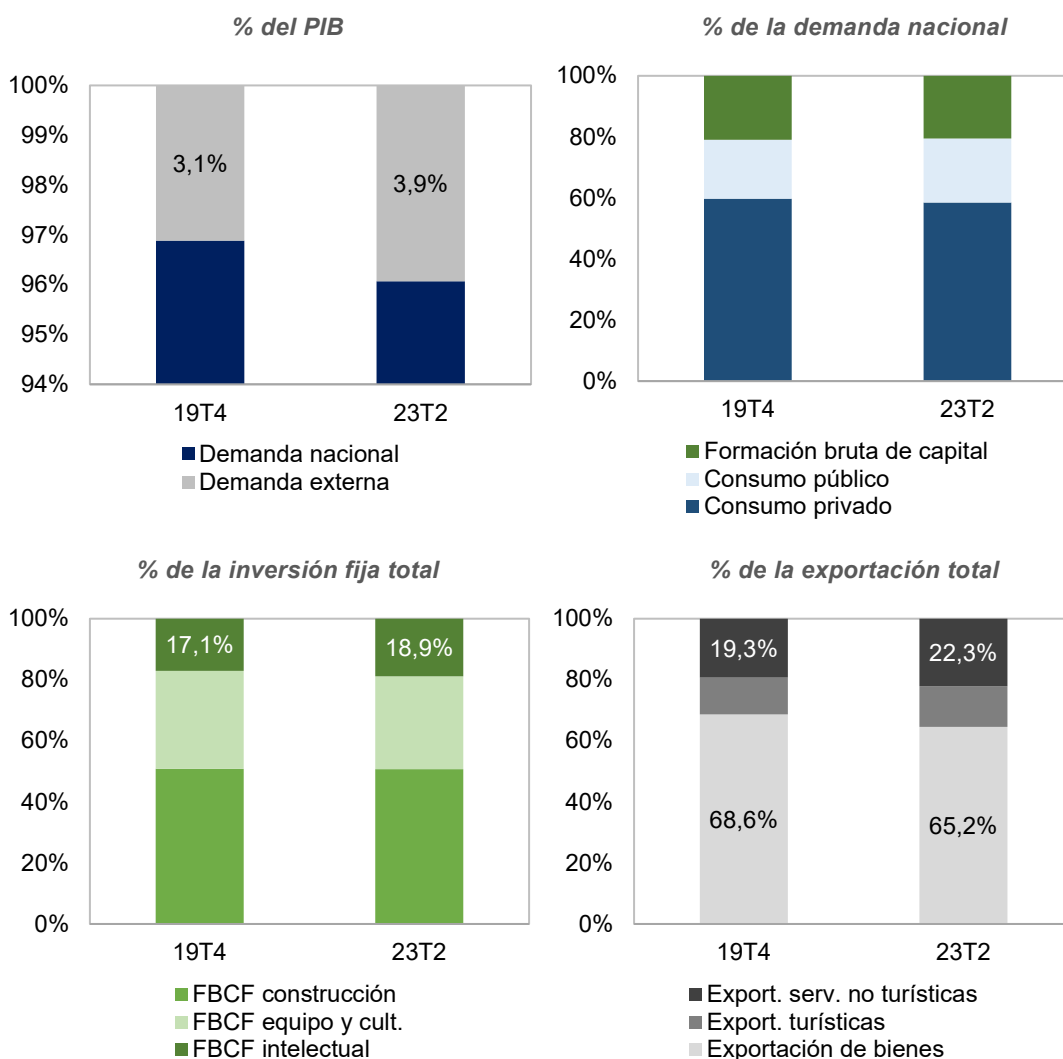 % del PIB
100%
99%
98%
97%
96%
95%
94%
3,1%
3,9%
19T4
23T2
Demanda nacional
Demanda externa
% de la demanda nacional
100%
80%
60%
40%
20%
0%
19T4
23T2
Formación bruta de capital
Consumo público
Consumo privado
% de la inversión fija total
100%
80%
60%
40%
20%
0%
17,1%
18,9%
19T4
23T2
FBCF construcción
FBCF equipo y cult.
FBCF intelectual
% de la exportación total
100%
80%
60%
40%
20%
0%
19,3%
22,3%
68,6%
65,2%
19T4
23T2
Export. serv. no turísticas
Export. turísticas
Exportación de bienes